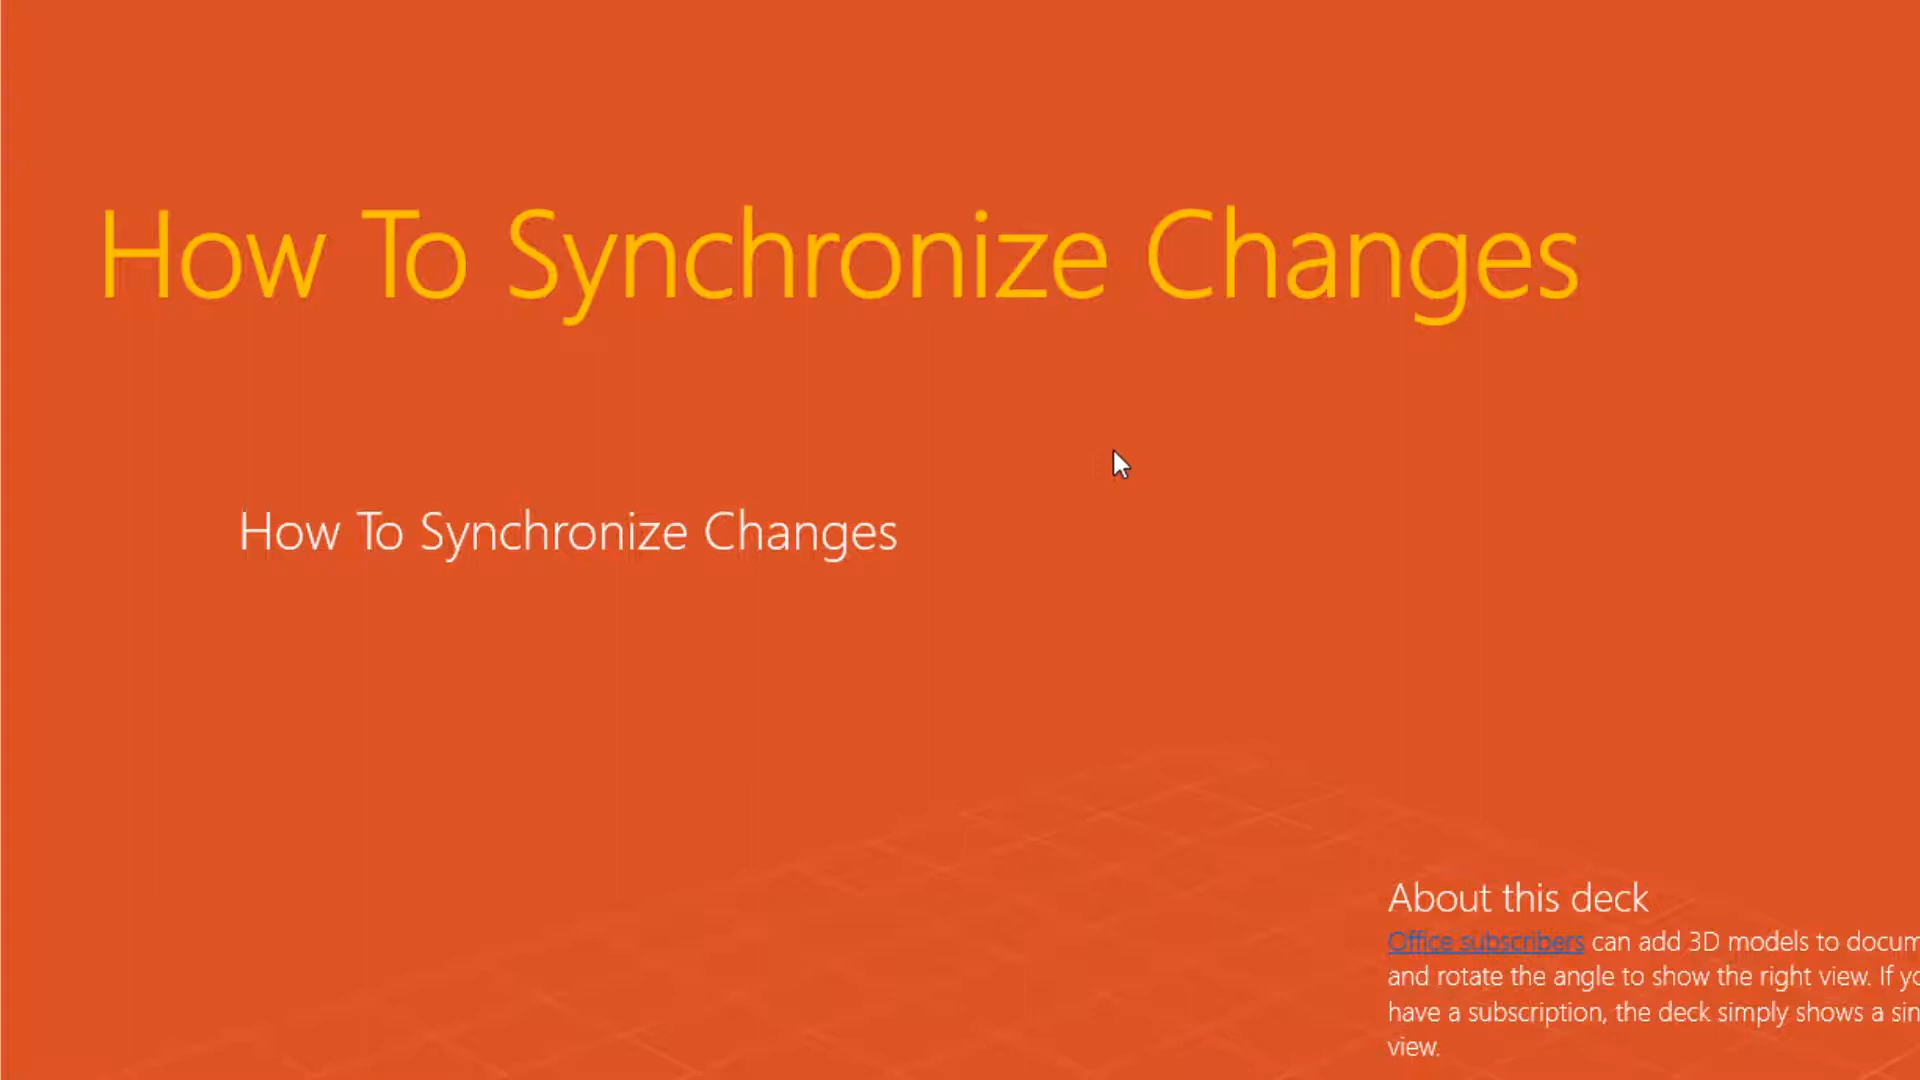 How To Synchronize Changes
How To Synchronize Changes
About this deck
Office subscribers can add 3D models to docum
and rotate the angle to show the right view. If yo
have a subscription, the deck simply shows a sin
view.